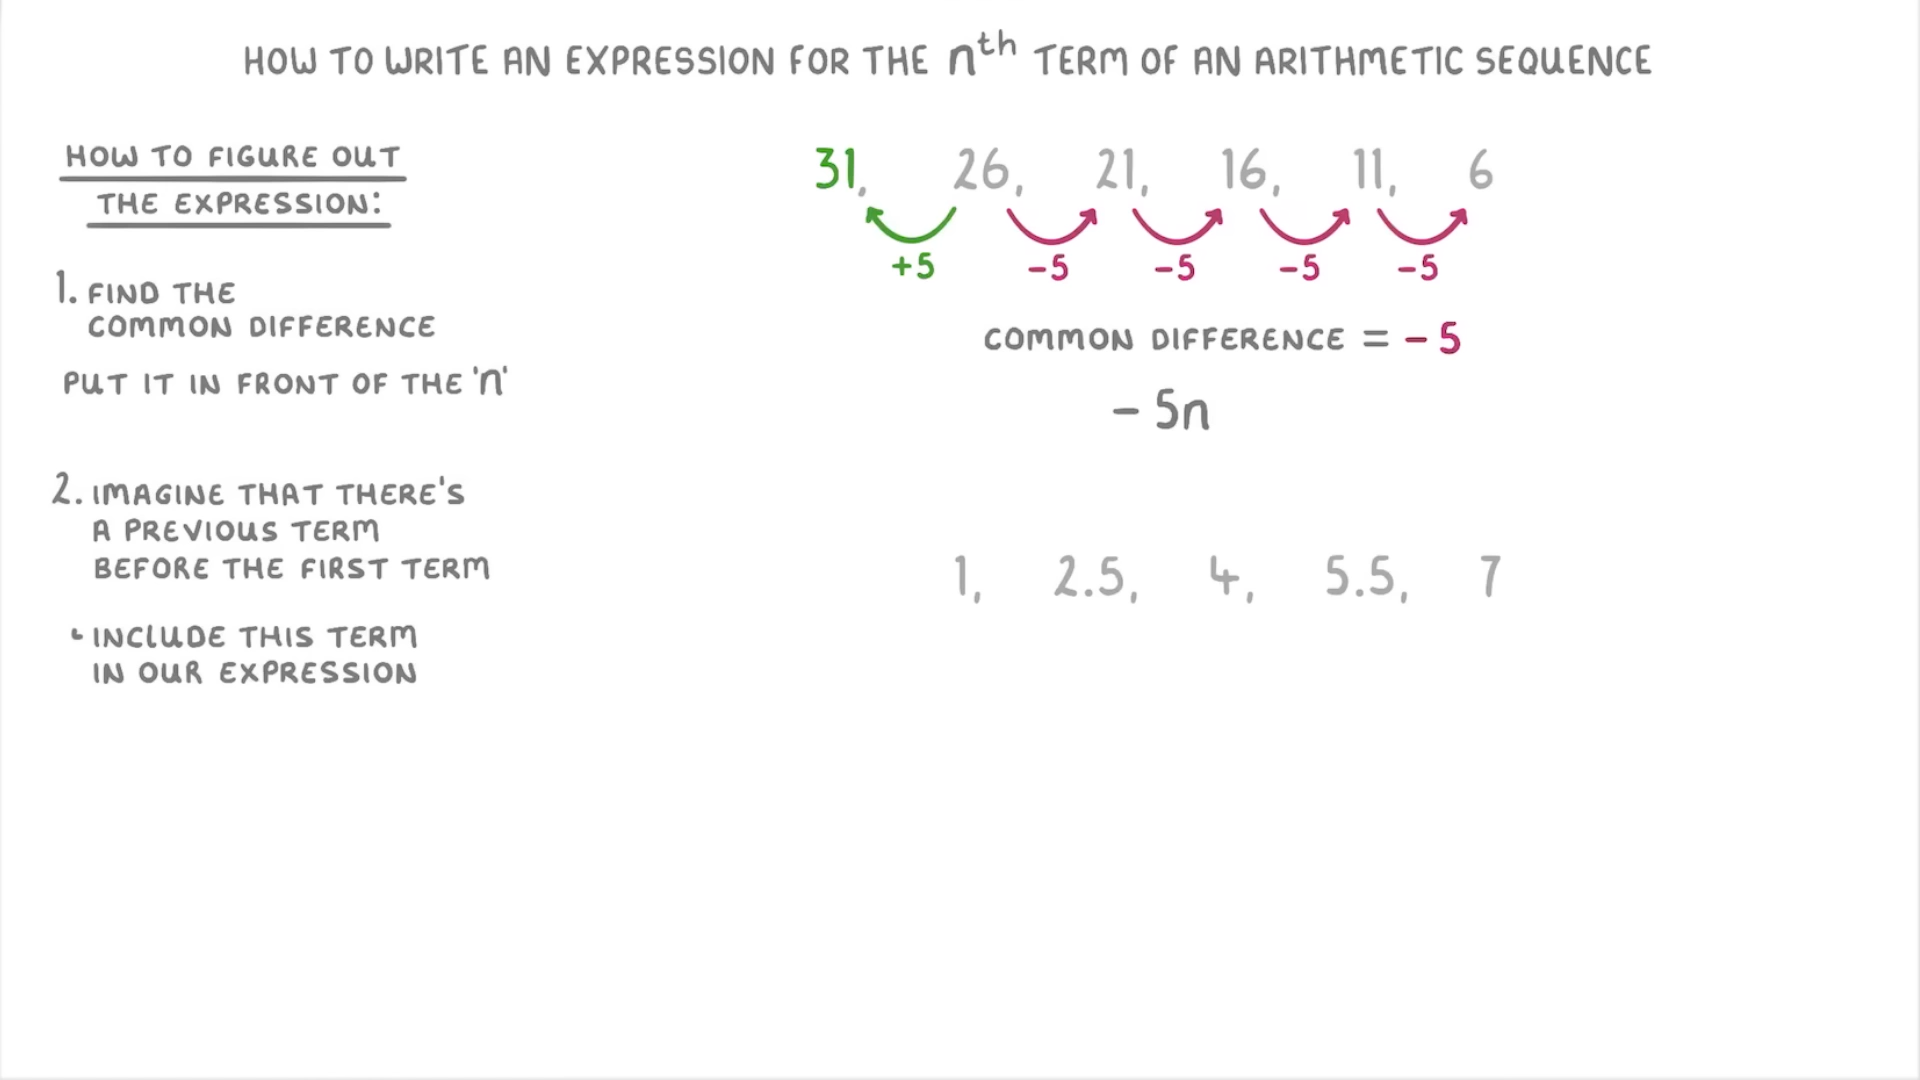 HOW TO WRITE AN EXPRESSION FOR THE nth TERM OF AN ARITHMETIC SEQUENCE
HOW TO FIGURE OUT
THE EXPRESSION:
1. FIND THE
COMMON DIFFERENCE
PUT IT IN FRONT OF THE 'n'
2. IMAGINE THAT THERE'S
A PREVIOUS TERM
BEFORE THE FIRST TERM
INCLUDE THIS TERM
IN OUR EXPRESSION
31, 26, 21, 16, 11, 6
+5 -5 -5 -5 -5
COMMON DIFFERENCE = - 5
- 5n
1, 2.5, 4, 5.5, 7